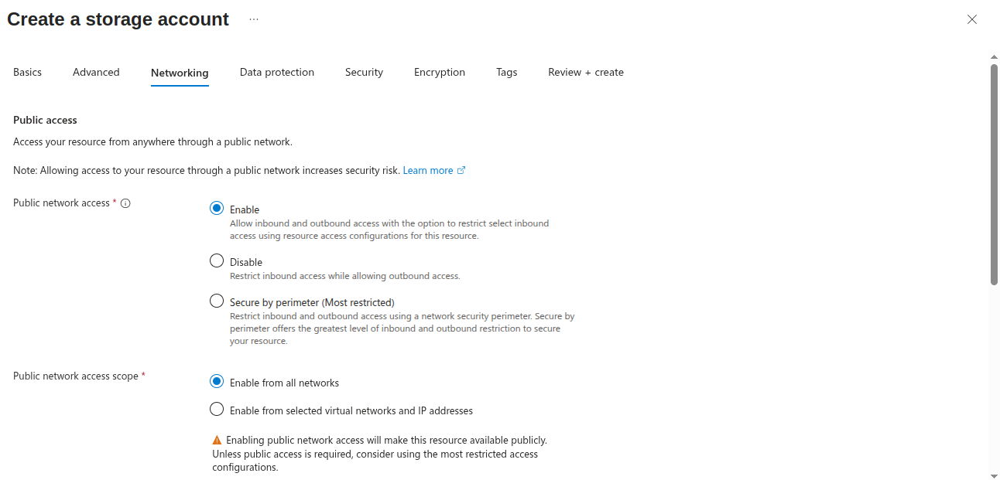 Create a storage account ...
Basics Advanced Networking Data protection Security Encryption Tags Review + create
Public access
Access your resource from anywhere through a public network.
Note: Allowing access to your resource through a public network increases security risk. Learn more
Public network access *
Enable
Allow inbound and outbound access with the option to restrict select inbound
access using resource access configurations for this resource.
Disable
Restrict inbound access while allowing outbound access.
Secure by perimeter (Most restricted)
Restrict inbound and outbound access using a network security perimeter. Secure by
perimeter offers the greatest level of inbound and outbound restriction to secure
your resource.
Public network access scope *
Enable from all networks
Enable from selected virtual networks and IP addresses
Enabling public network access will make this resource available publicly.
Unless public access is required, consider using the most restricted access
configurations.